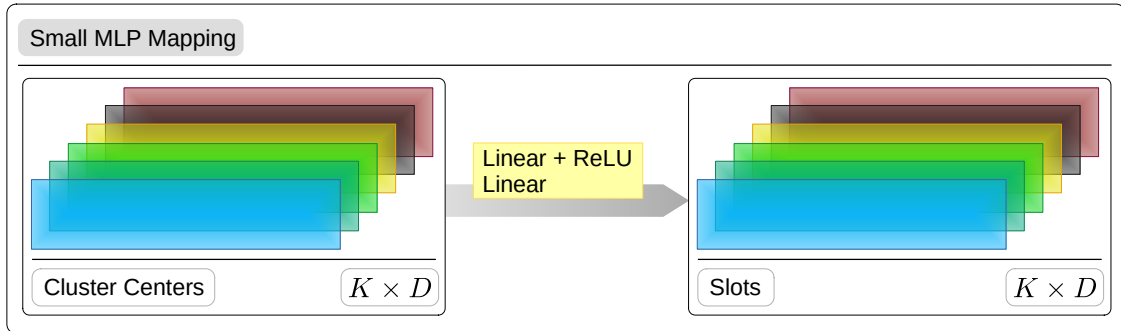 Small MLP Mapping
Linear + ReLU
Linear
Cluster Centers
K × D
Slots
K × D